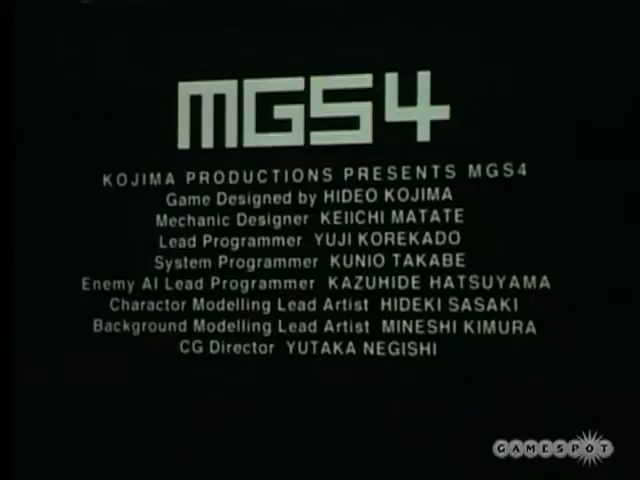 MGS4
KOJIMA PRODUCTIONS PRESENTS MGS4
Game Designed by HIDEO KOJIMA
Mechanic Designer KEIICHI MATATE
Lead Programmer YUJI KOREKADO
System Programmer KUNIO TAKABE
Enemy AI Lead Programmer KAZUHIDE HATSUYAMA
Charactor Modelling Lead Artist HIDEKI SASAKI
Background Modelling Lead Artist MINESHI KIMURA
CG Director YUTAKA NEGISHI
GAMESPOT